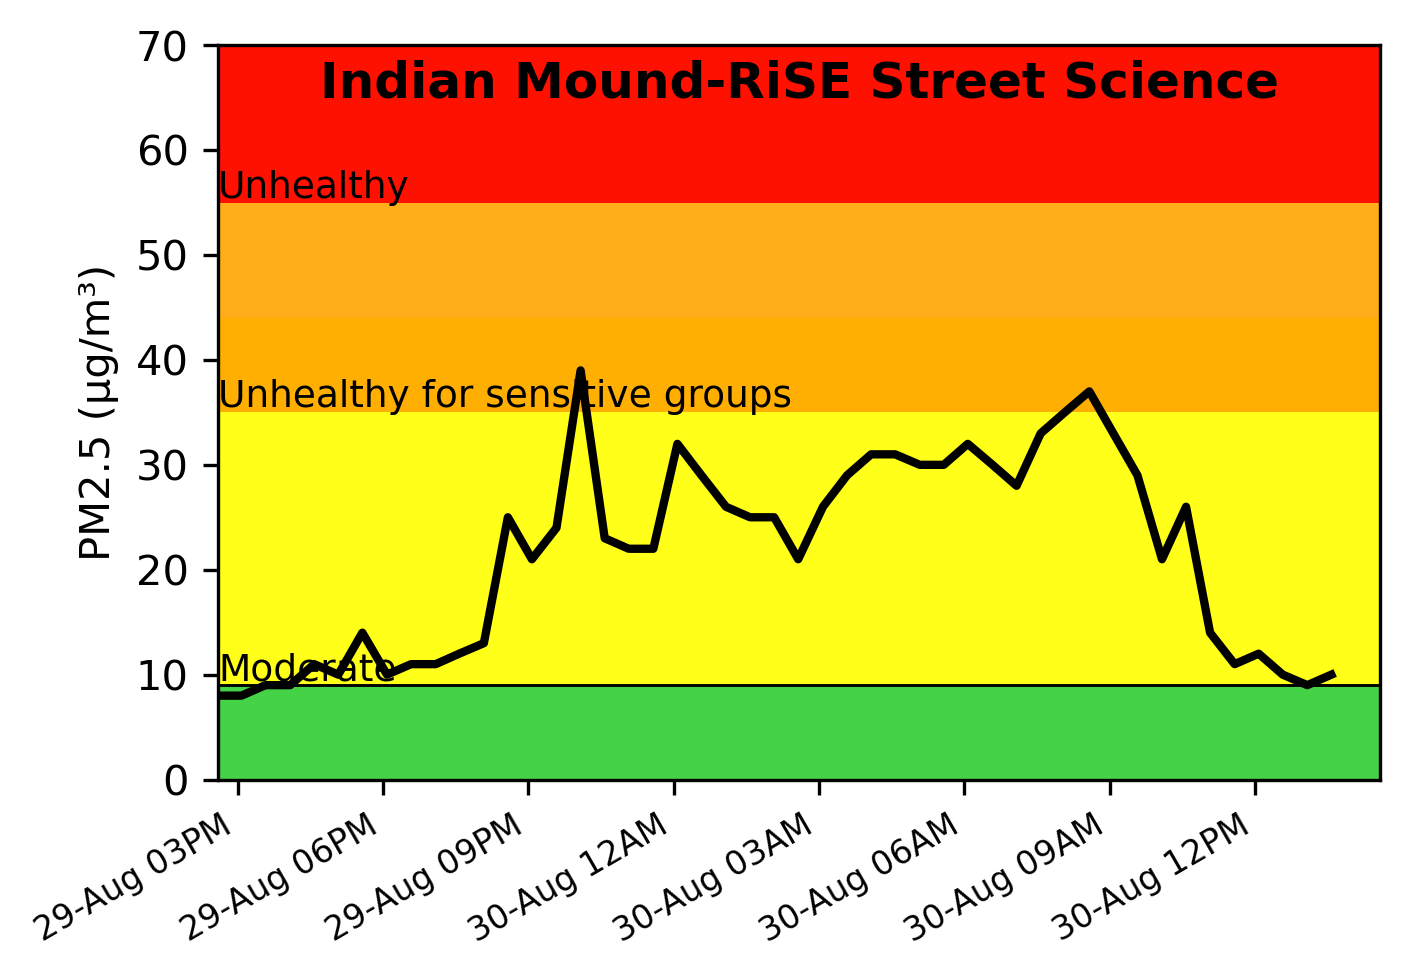 Indian Mound-RiSE Street Science
70
60
50
40
30
20
10
0
PM2.5 (µg/m³)
Unhealthy
Unhealthy for sensitive groups
Moderate
29-Aug 03PM
29-Aug 06PM
29-Aug 09PM
30-Aug 12AM
30-Aug 03AM
30-Aug 06AM
30-Aug 09AM
30-Aug 12PM